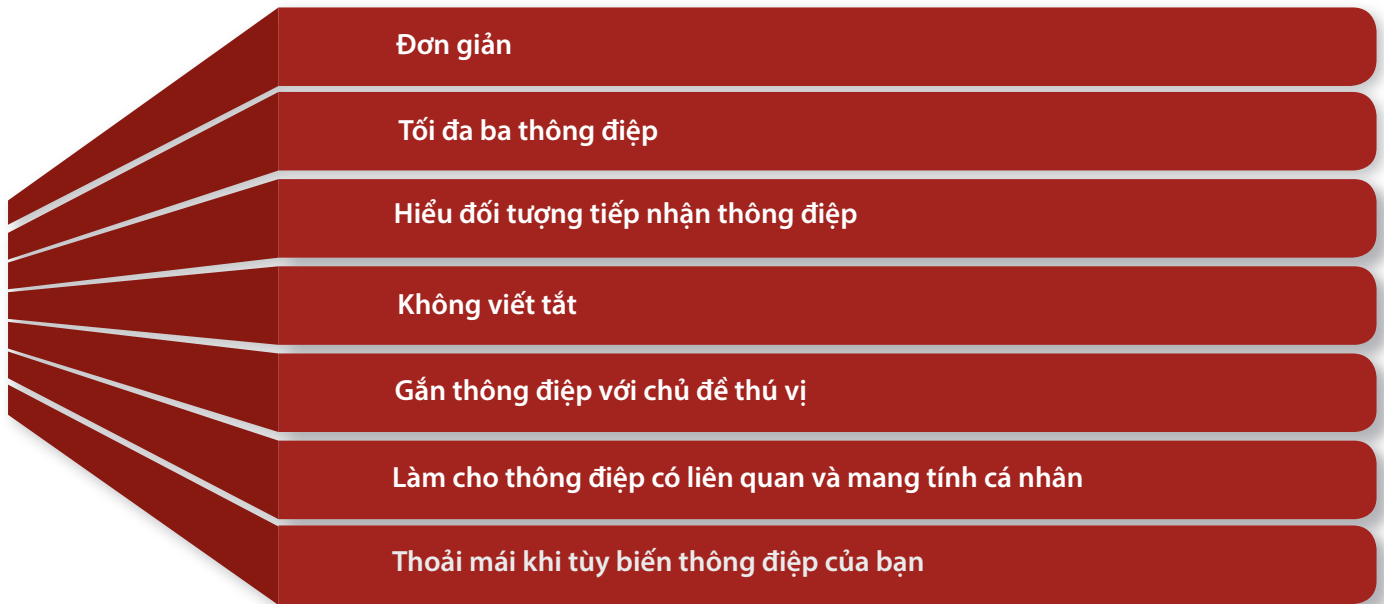 Đơn giản
Tối đa ba thông điệp
Hiểu đối tượng tiếp nhận thông điệp
Không viết tắt
Gắn thông điệp với chủ đề thú vị
Làm cho thông điệp có liên quan và mang tính cá nhân
Thoải mái khi tùy biến thông điệp của bạn